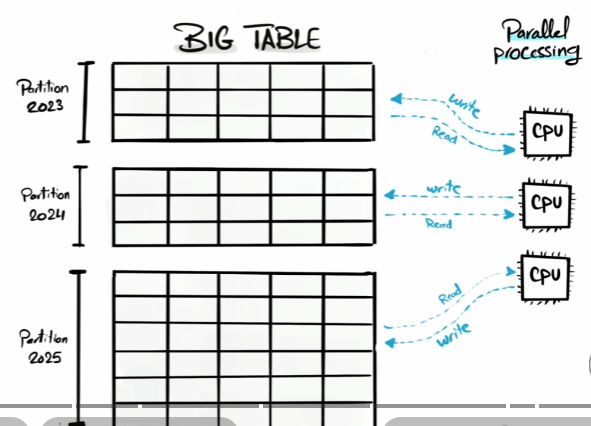 BIG TABLE
Parallel
processing
Partition
2023
Write
Read
CPU
Partition
2024
write
Read
CPU
Partition
2025
Read
write
CPU